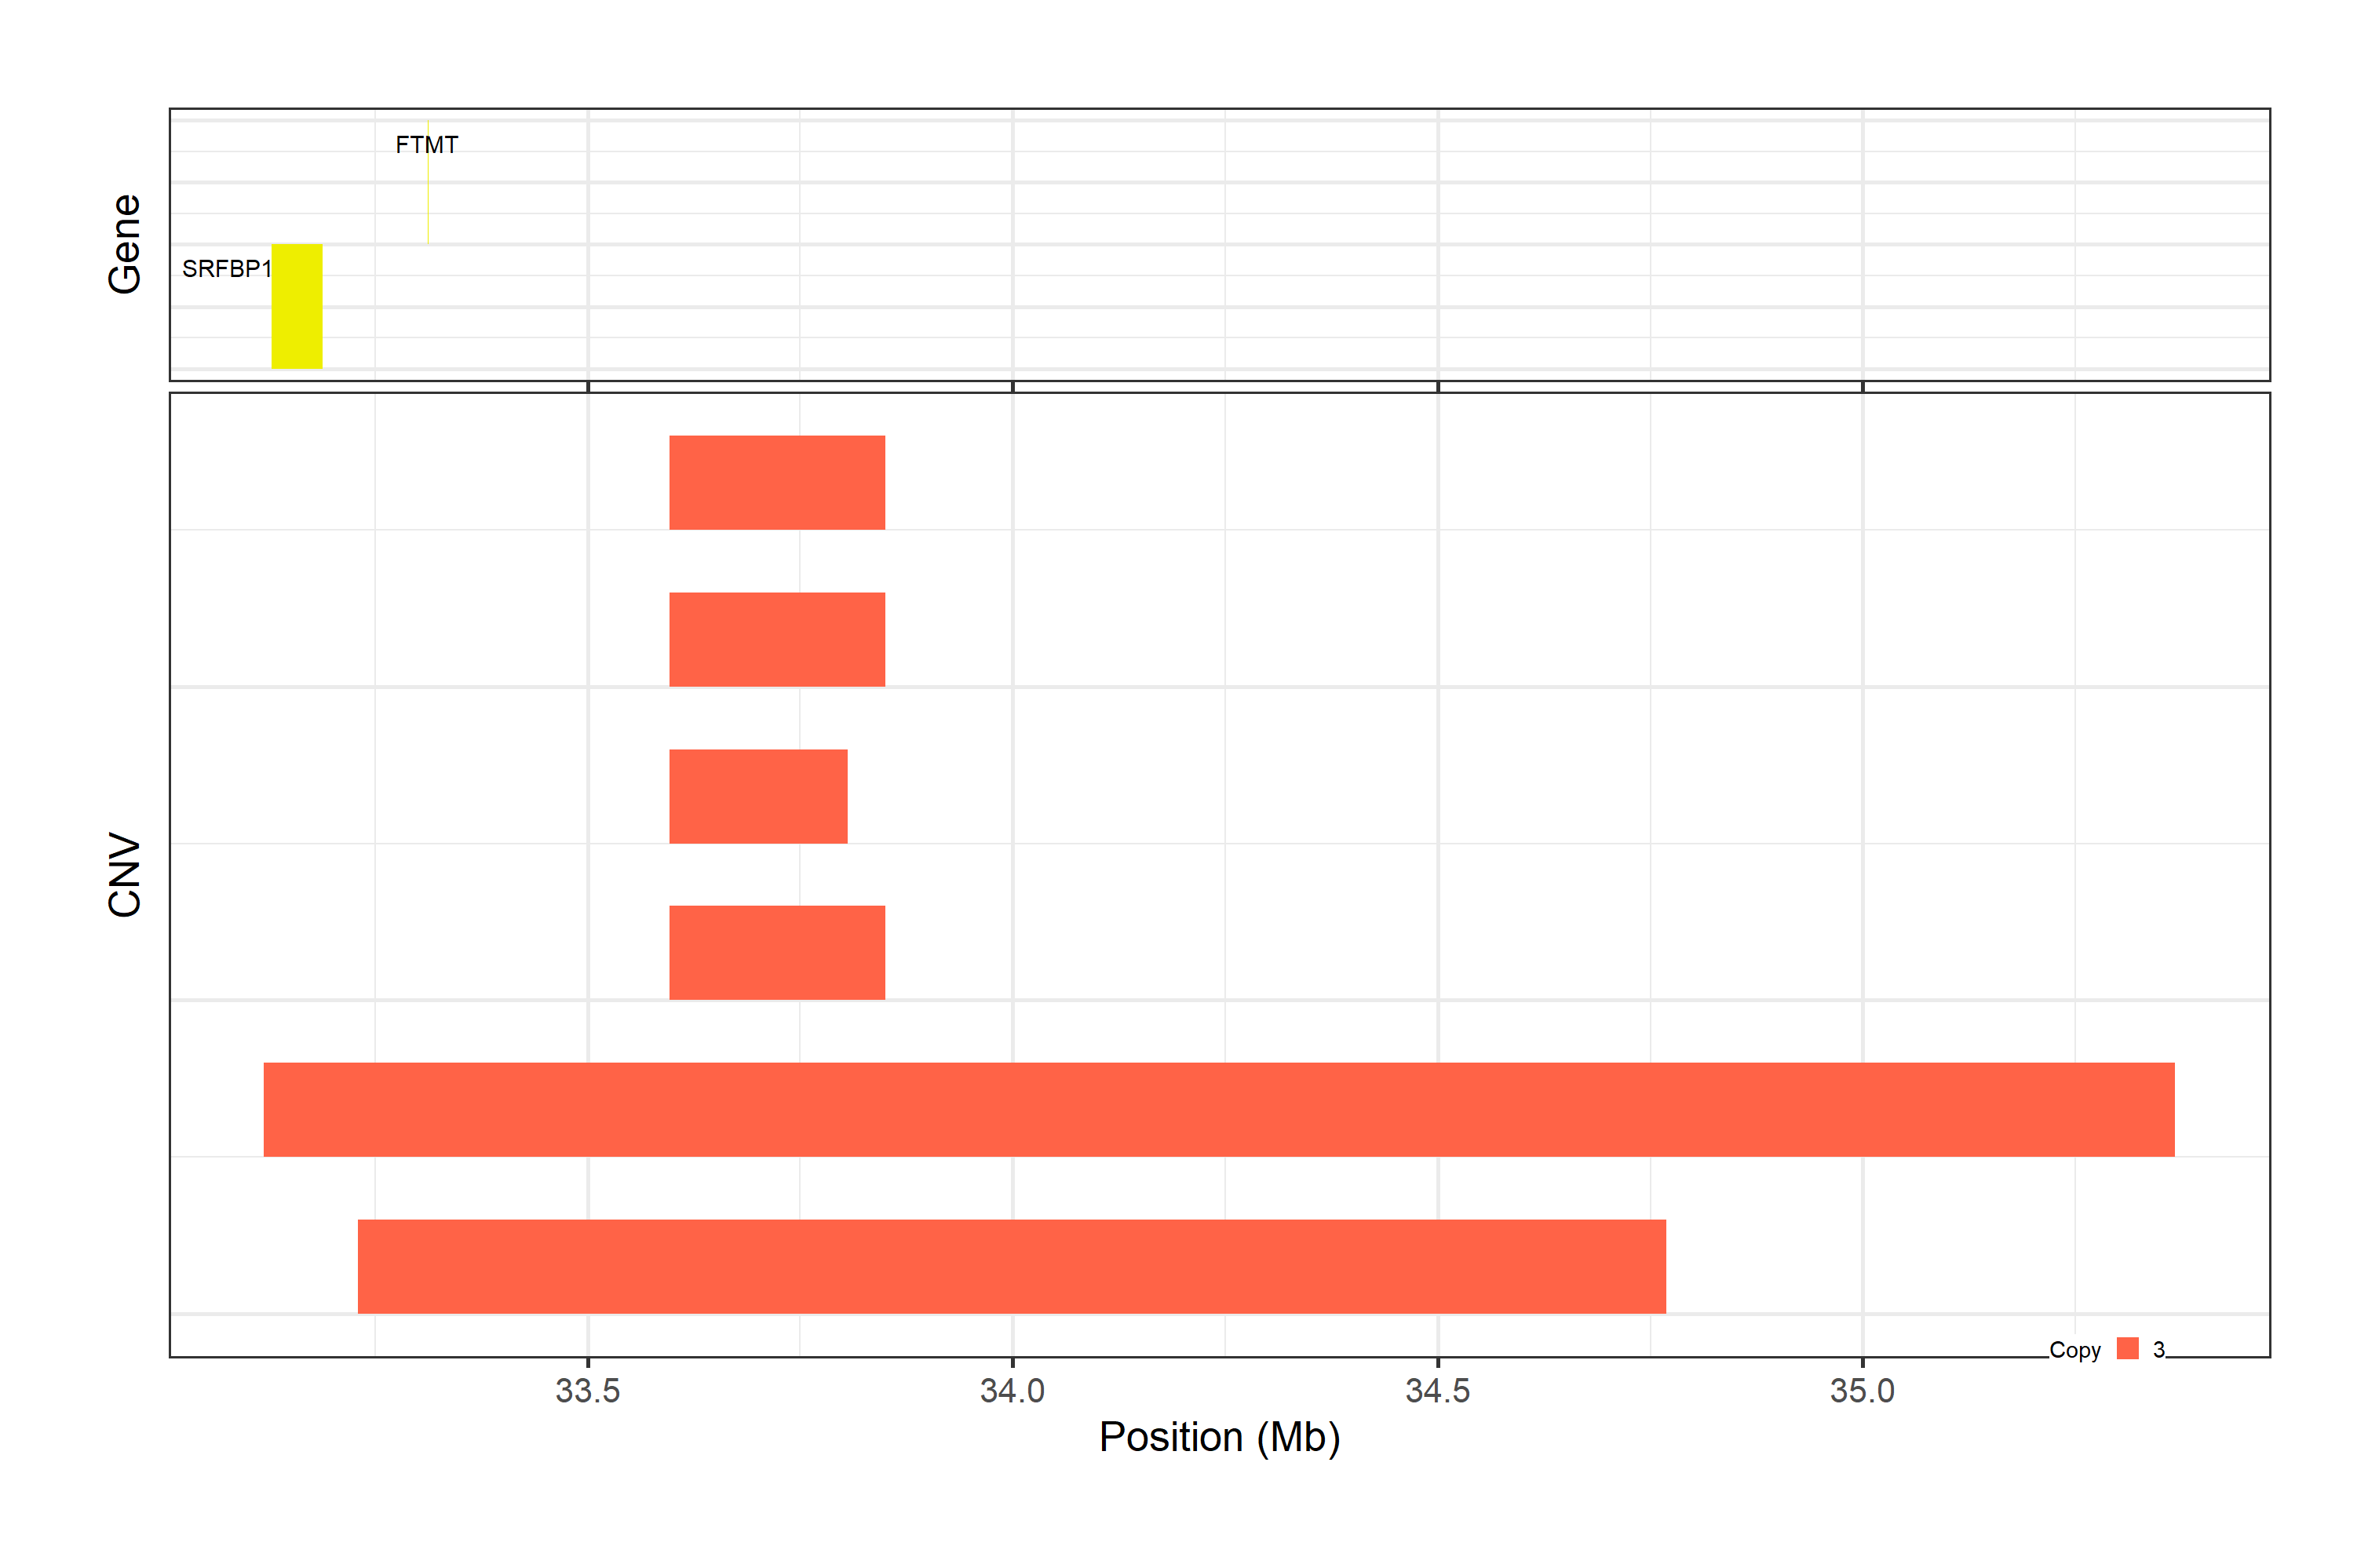 Gene
FTMT
SRFBP1
CNV
Copy 3
33.5 34.0 34.5 35.0
Position (Mb)